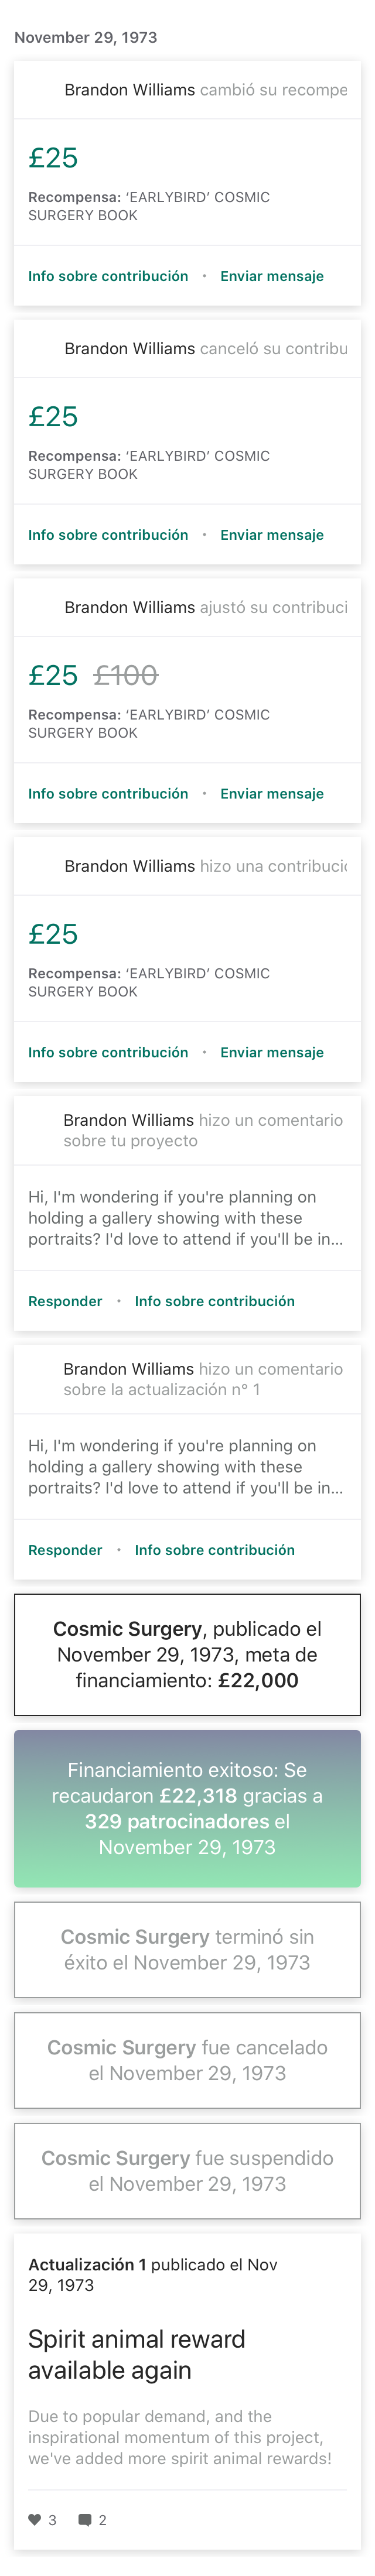 November 29, 1973
Brandon Williams cambió su recompe
£25
Recompensa: ‘EARLYBIRD’ COSMIC
SURGERY BOOK
Info sobre contribución • Enviar mensaje
Brandon Williams canceló su contribu
£25
Recompensa: ‘EARLYBIRD’ COSMIC
SURGERY BOOK
Info sobre contribución • Enviar mensaje
Brandon Williams ajustó su contribuci
£25 £100
Recompensa: ‘EARLYBIRD’ COSMIC
SURGERY BOOK
Info sobre contribución • Enviar mensaje
Brandon Williams hizo una contribuci
£25
Recompensa: ‘EARLYBIRD’ COSMIC
SURGERY BOOK
Info sobre contribución • Enviar mensaje
Brandon Williams hizo un comentario
sobre tu proyecto
Hi, I'm wondering if you're planning on
holding a gallery showing with these
portraits? I'd love to attend if you'll be in...
Responder • Info sobre contribución
Brandon Williams hizo un comentario
sobre la actualización n° 1
Hi, I'm wondering if you're planning on
holding a gallery showing with these
portraits? I'd love to attend if you'll be in...
Responder • Info sobre contribución
Cosmic Surgery, publicado el
November 29, 1973, meta de
financiamiento: £22,000
Financiamiento exitoso: Se
recaudaron £22,318 gracias a
329 patrocinadores el
November 29, 1973
Cosmic Surgery terminó sin
éxito el November 29, 1973
Cosmic Surgery fue cancelado
el November 29, 1973
Cosmic Surgery fue suspendido
el November 29, 1973
Actualización 1 publicado el Nov
29, 1973
Spirit animal reward
available again
Due to popular demand, and the
inspirational momentum of this project,
we've added more spirit animal rewards!
3 2